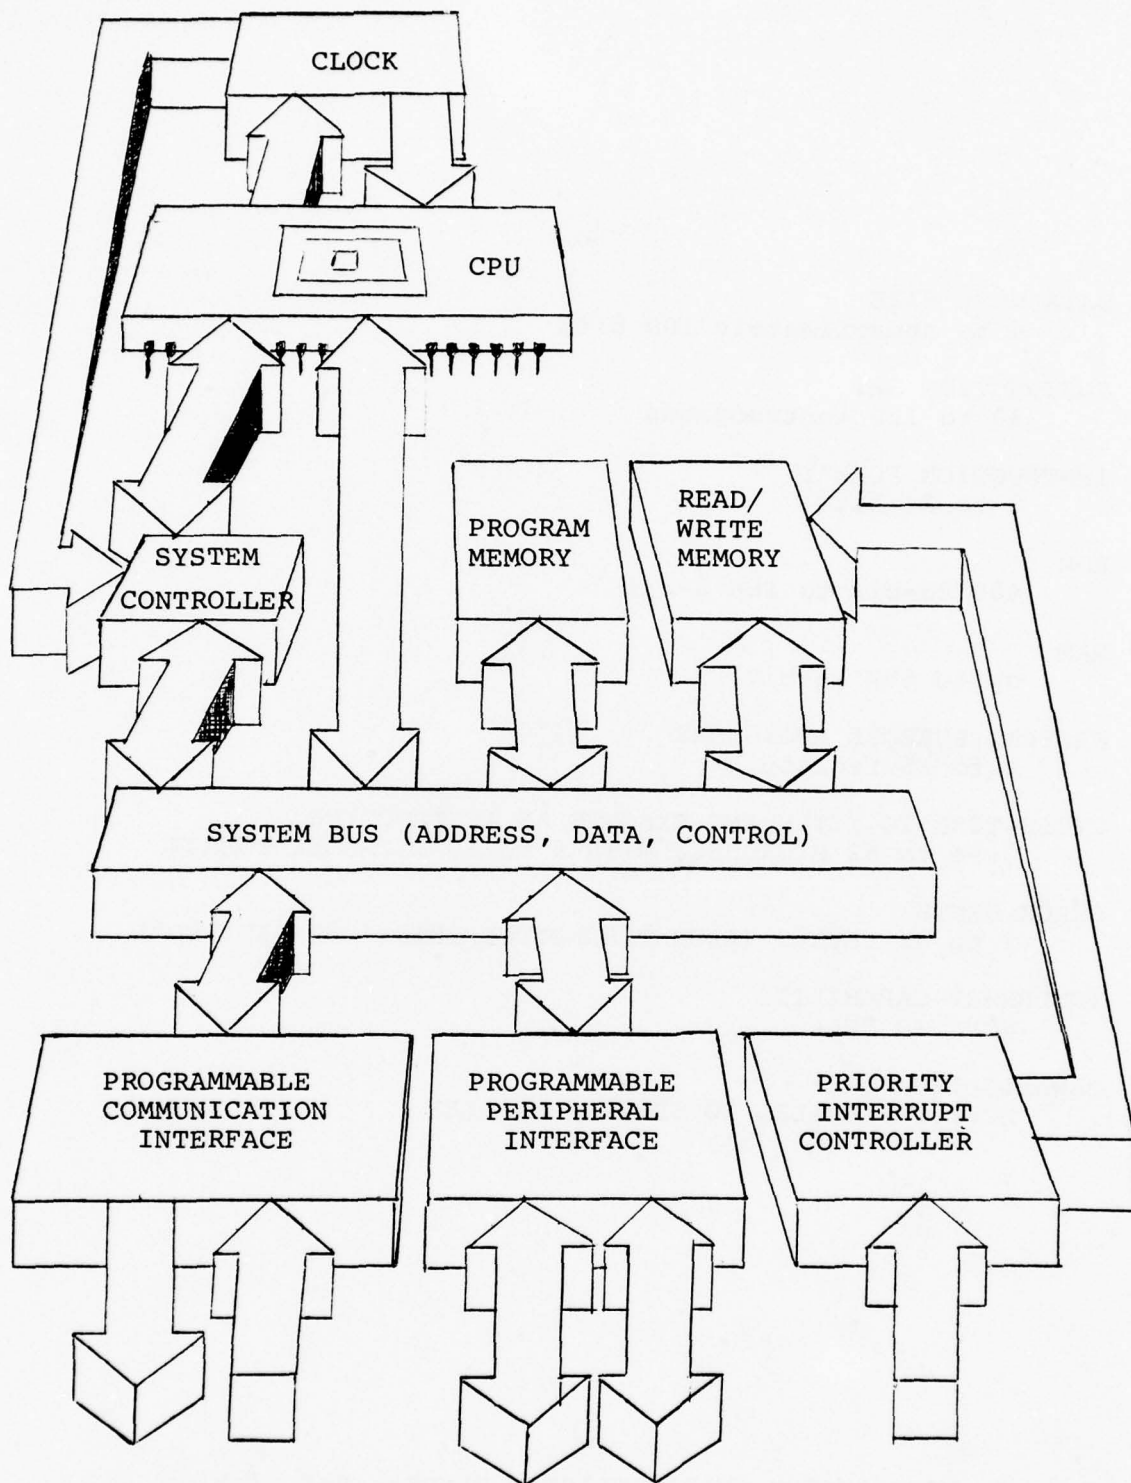 CLOCK
CPU
PROGRAM
MEMORY
READ/
WRITE
MEMORY
SYSTEM
CONTROLLER
SYSTEM BUS (ADDRESS, DATA, CONTROL)
PROGRAMMABLE
COMMUNICATION
INTERFACE
PROGRAMMABLE
PERIPHERAL
INTERFACE
PRIORITY
INTERRUPT
CONTROLLER